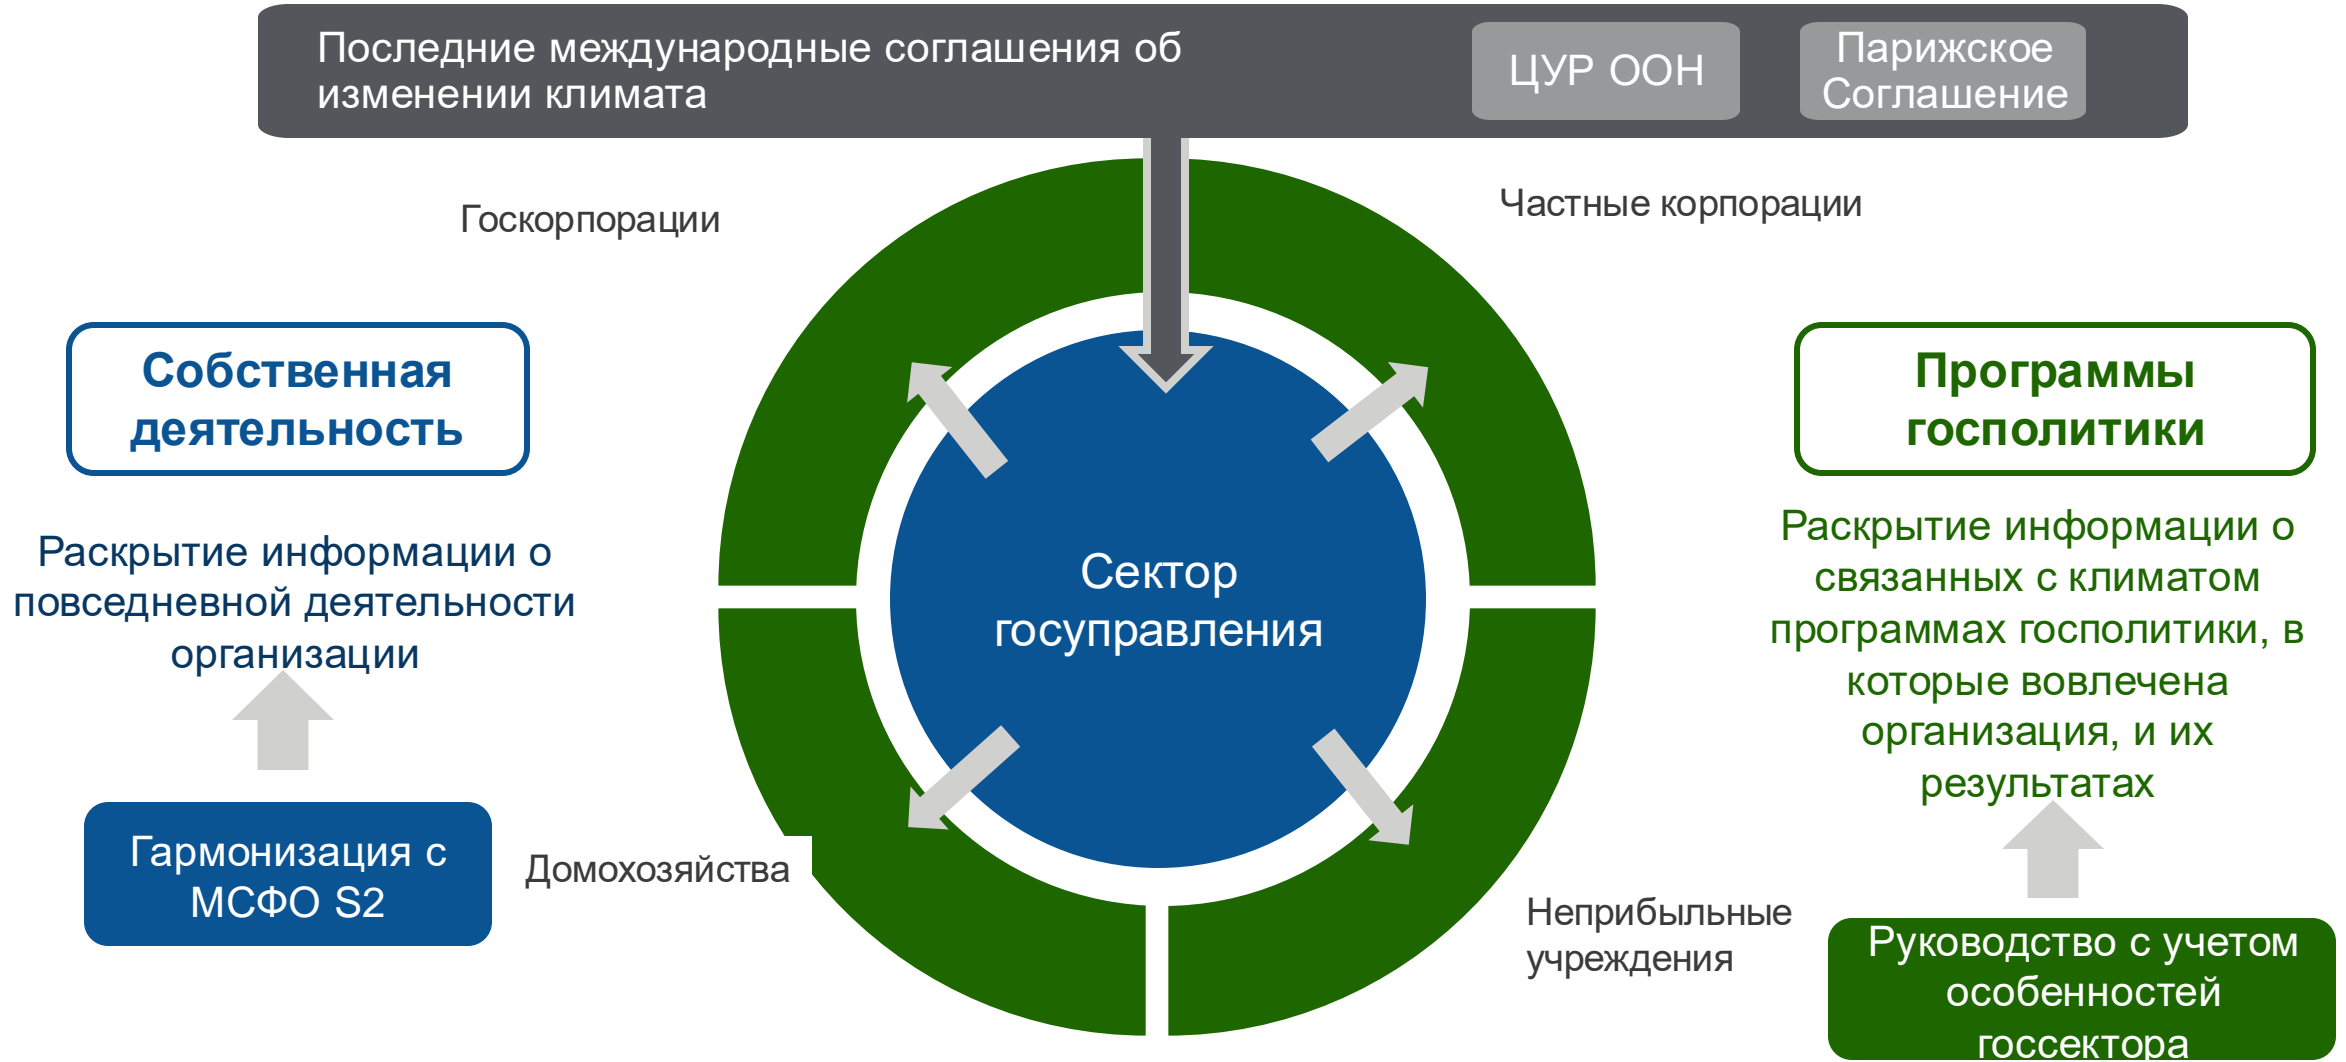 Последние международные соглашения об
изменении климата
ЦУР ООН
Парижское
Соглашение
Госкорпорации
Частные корпорации
Собственная
деятельность
Раскрытие информации о
повседневной деятельности
организации
Гармонизация с
МСФО S2
Сектор
госуправления
Домохозяйства
Неприбыльные
учреждения
Программы
госполитики
Раскрытие информации о
связанных с климатом
программах госполитики, в
которые вовлечена
организация, и их
результатах
Руководство с учетом
особенностей
госсектора